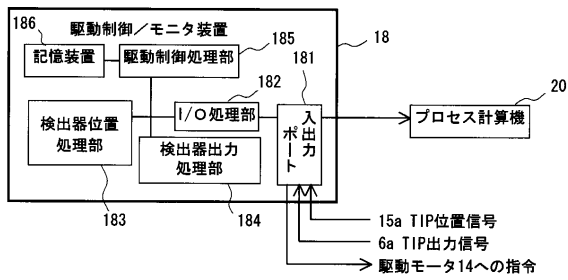 186
駆動制御/モニタ装置
185
18
記憶装置
駆動制御処理部
181
182
20
I/O処理部
入出力
ポート
プロセス計算機
検出器位置
処理部
検出器出力
処理部
183
184
15a TIP位置信号
6a TIP出力信号
駆動モータ14への指令